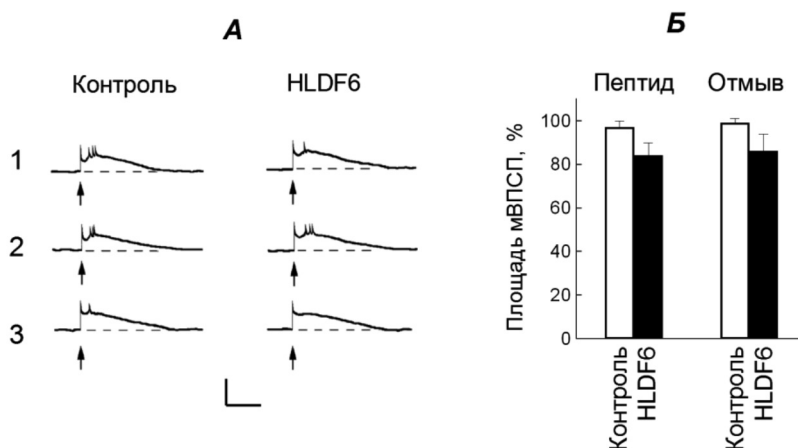 А
Контроль HLDF6
1
2
3
Б
Пептид Отмыв
Площадь мВПСП, %
100
80
60
40
20
0
Контроль
HLDF6
Контроль
HLDF6